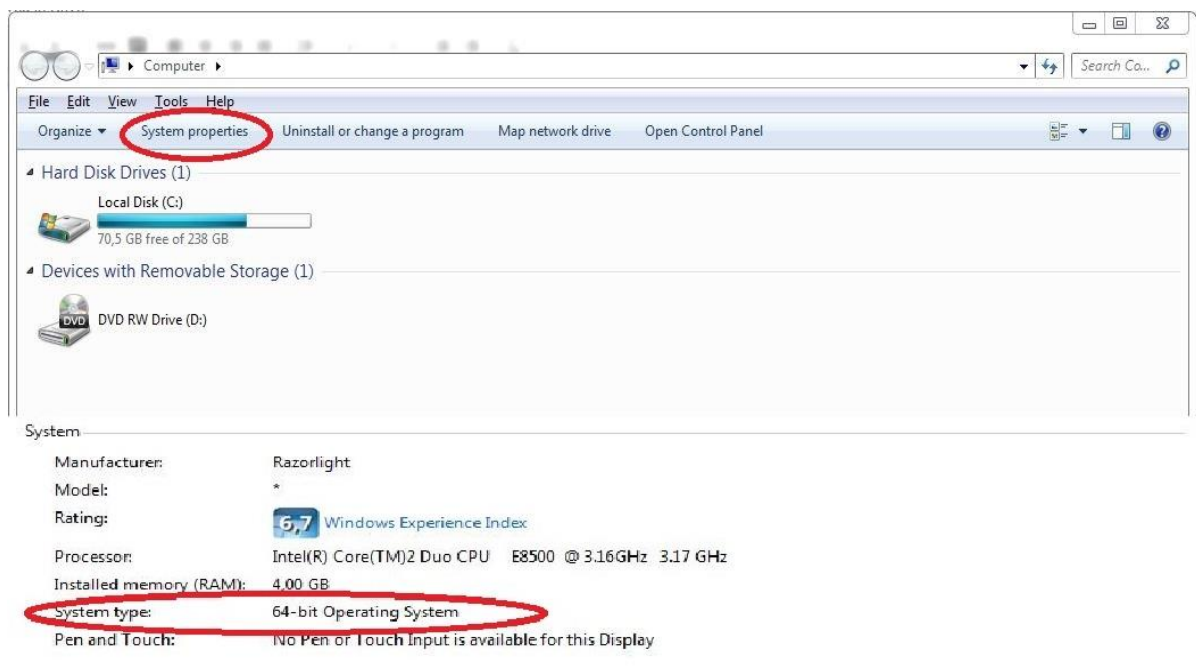 Computer
Search Co...
File Edit View Tools Help
Organize System properties Uninstall or change a program Map network drive Open Control Panel
Hard Disk Drives (1)
Local Disk (C:)
70,5 GB free of 238 GB
Devices with Removable Storage (1)
DVD DVD RW Drive (D:)
System
Manufacturer: Razorlight
Model: *
Rating: 6,7 Windows Experience Index
Processor: Intel(R) Core(TM)2 Duo CPU E8500 @ 3.16GHz 3.17 GHz
Installed memory (RAM): 4,00 GB
System type: 64-bit Operating System
Pen and Touch: No Pen or Touch Input is available for this Display